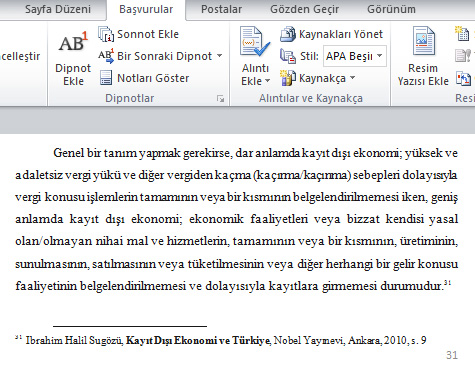 Sayfa Düzeni Başvurular Postalar Gözden Geçir Görünüm
AB¹ Sonnot Ekle Kaynakları Yönet
AB Bir Sonraki Dipnot Stil: APA Beşin
Dipnot Ekle Notları Göster Alıntı Ekle Kaynakça Resim Yazısı Ekle
Dipnotlar Alıntılar ve Kaynakça
Genel bir tanım yapmak gerekirse, dar anlamda kayıt dışı ekonomi; yüksek ve
adaletsiz vergi yükü ve diğer vergiden kaçma (kaçırma/kaçınma) sebepleri dolayısıyla
vergi konusu işlemlerin tamamının veya bir kısmının belgelendirilmemesi iken, geniş
anlamda kayıt dışı ekonomi; ekonomik faaliyetleri veya bizzat kendisi yasal
olan/olmayan nihai mal ve hizmetlerin, tamamının veya bir kısmının, üretiminin,
sunulmasının, satılmasının veya tüketilmesinin veya diğer herhangi bir gelir konusu
faaliyetinin belgelendirilmemesi ve dolayısıyla kayıtlara girmemesi durumudur.³¹
³¹ Ibrahim Halil Sugözü, Kayıt Dışı Ekonomi ve Türkiye, Nobel Yayınevi, Ankara, 2010, s. 9
31